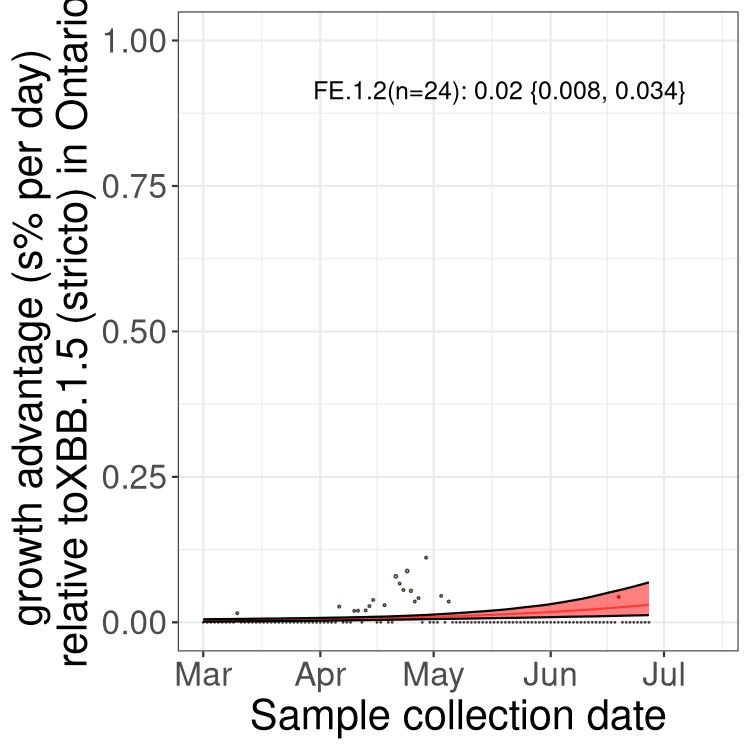 growth advantage (s% per day)
relative toXBB.1.5 (stricto) in Ontario
1.00
0.75
0.50
0.25
0.00
FE.1.2(n=24): 0.02 {0.008, 0.034}
Mar Apr May Jun Jul
Sample collection date